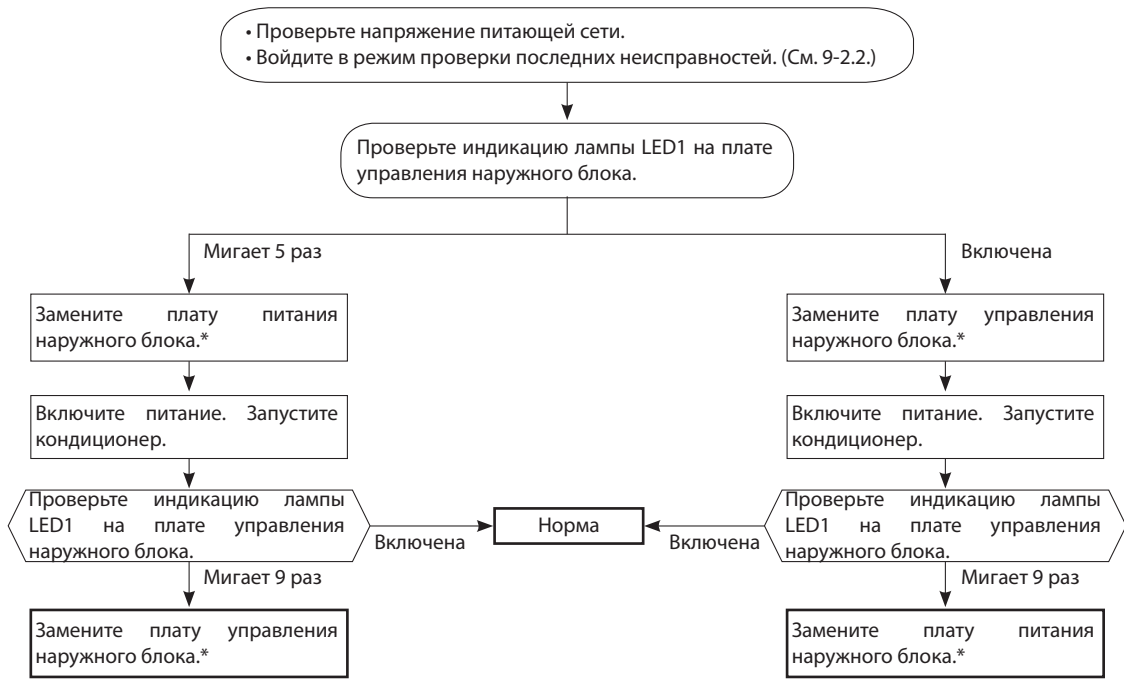 • Проверьте напряжение питающей сети.
• Войдите в режим проверки последних неисправностей. (См. 9-2.2.)
Проверьте индикацию лампы LED1 на плате
управления наружного блока.
Мигает 5 раз
Включена
Замените плату питания
наружного блока.*
Замените плату управления
наружного блока.*
Включите питание. Запустите
кондиционер.
Включите питание. Запустите
кондиционер.
Проверьте индикацию лампы
LED1 на плате управления
наружного блока.
Включена
Норма
Включена
Проверьте индикацию лампы
LED1 на плате управления
наружного блока.
Мигает 9 раз
Мигает 9 раз
Замените плату управления
наружного блока.*
Замените плату питания
наружного блока.*